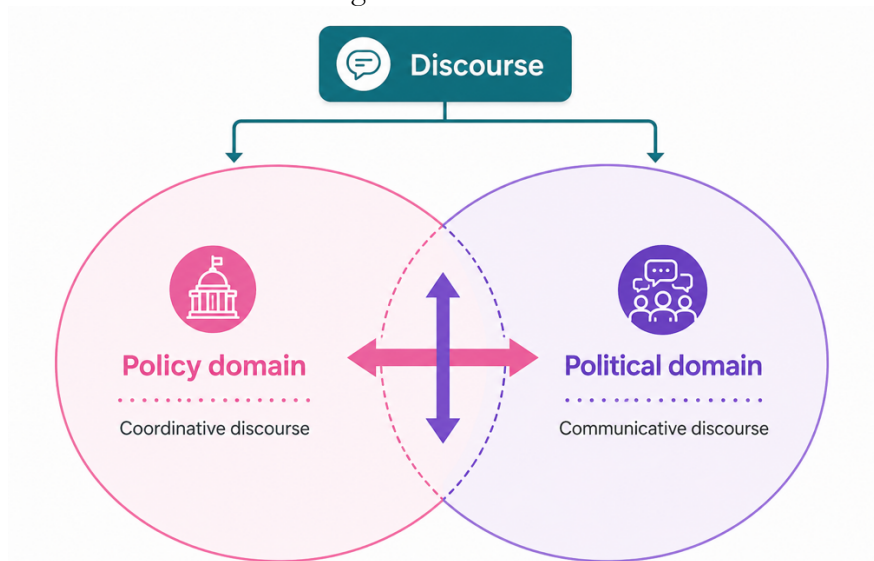 Discourse
Policy domain
Political domain
Coordinative discourse
Communicative discourse